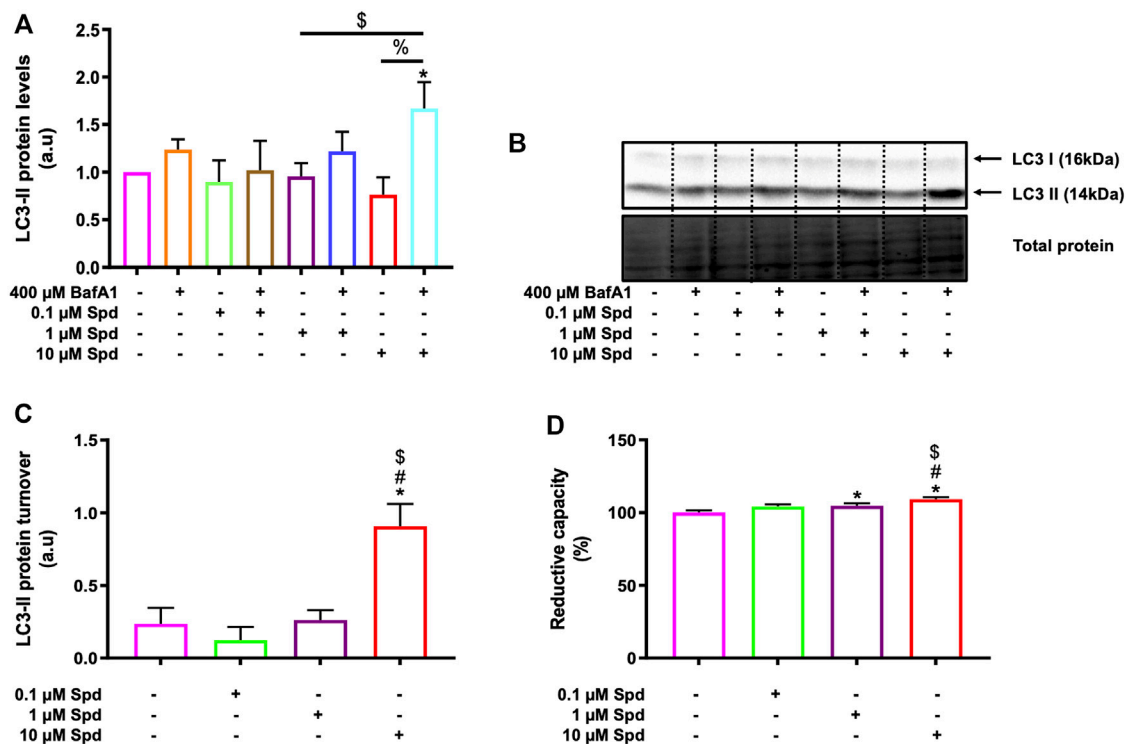 A
LC3-II protein levels
(a.u)
2.5
2.0
1.5
1.0
0.5
0.0
$
%
*
400 µM BafA1 - + - + - + - +
0.1 µM Spd - - + + - - - -
1 µM Spd - - - - + + - -
10 µM Spd - - - - - - + +
B
LC3 I (16kDa)
LC3 II (14kDa)
Total protein
400 µM BafA1 - + - + - + - +
0.1 µM Spd - - + + - - - -
1 µM Spd - - - - + + - -
10 µM Spd - - - - - - + +
C
LC3-II protein turnover
(a.u)
1.5
1.0
0.5
0.0
$
#
*
0.1 µM Spd - + - -
1 µM Spd - - + -
10 µM Spd - - - +
D
Reductive capacity
(%)
150
100
50
0
*
$
#
*
0.1 µM Spd - + - -
1 µM Spd - - + -
10 µM Spd - - - +